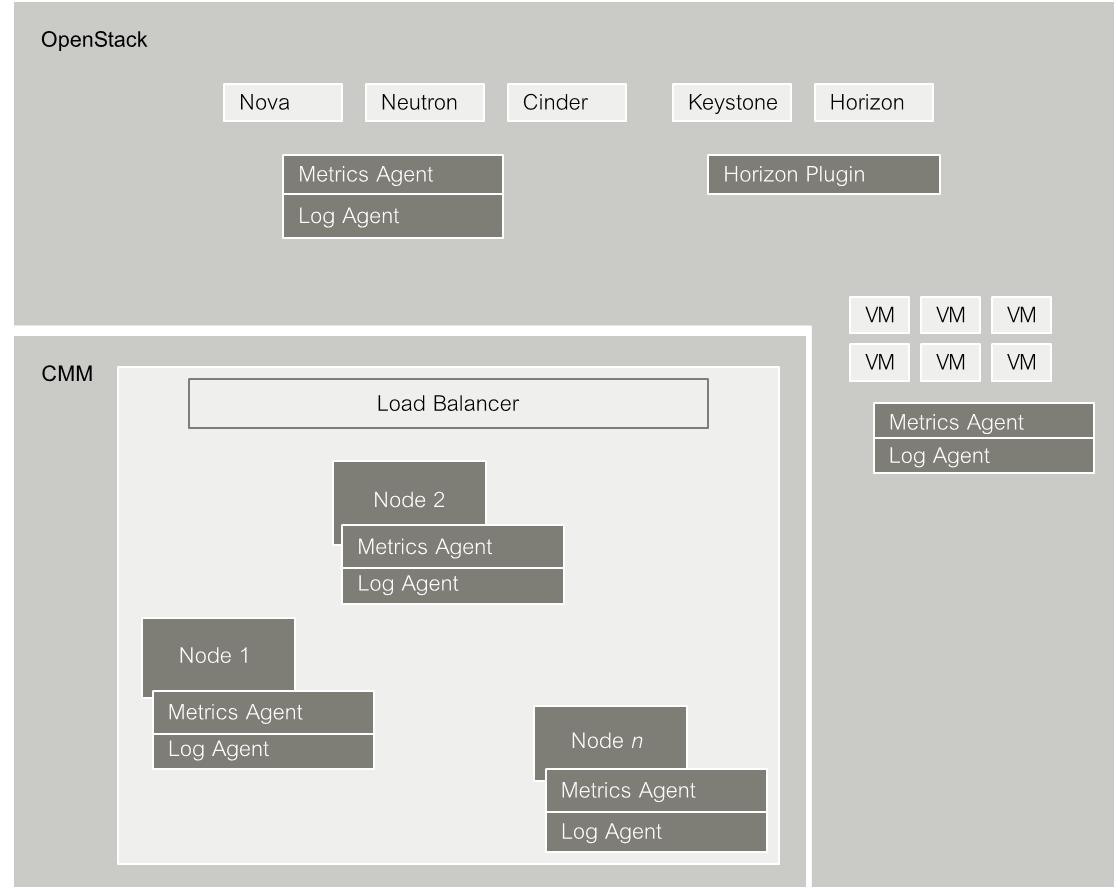 OpenStack
Nova
Neutron
Cinder
Keystone
Horizon
Metrics Agent
Log Agent
Horizon Plugin
VM
VM
VM
VM
VM
VM
Metrics Agent
Log Agent
CMM
Load Balancer
Node 2
Metrics Agent
Log Agent
Node 1
Metrics Agent
Log Agent
Node n
Metrics Agent
Log Agent